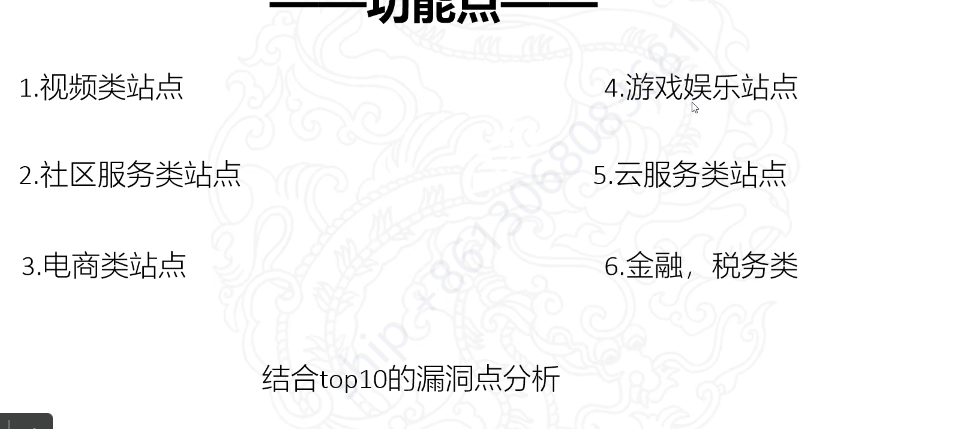 ——功能点——
1.视频类站点
4.游戏娱乐站点
2.社区服务类站点
5.云服务类站点
3.电商类站点
6.金融，税务类
结合top10的漏洞点分析